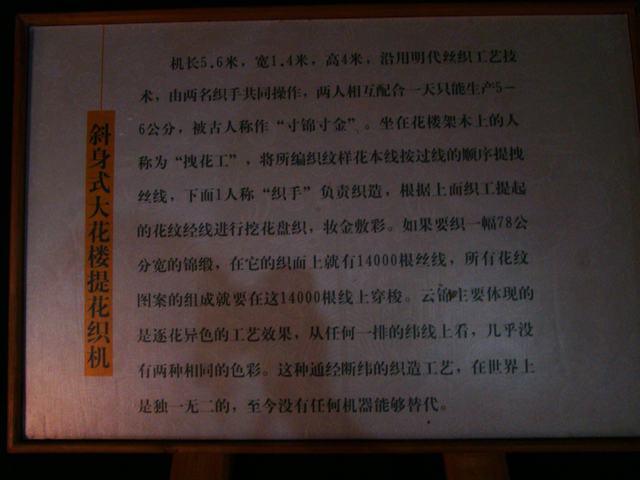 斜身式大花楼提花织机
机长5.6米，宽1.4米，高4米，沿用明代丝织工艺技
术，由两名织手共同操作，两人相互配合一天只能生产5-
6公分，被古人称作“寸锦寸金”。坐在花楼架木上的人
称为“拽花工”，将所编织纹样花本线按过线的顺序提拽
丝线，下面1人称“织手”负责织造，根据上面织工提起
的花纹经线进行挖花盘织，妆金敷彩。如果要织一幅78公
分宽的锦缎，在它的织面上就有14000根丝线，所有花纹
图案的组成就要在这14000根线上穿梭。云锦主要体现的
是逐花异色的工艺效果，从任何一排的纬线上看，几乎没
有两种相同的色彩。这种通经断纬的织造工艺，在世界上
是独一无二的，至今没有任何机器能够替代。